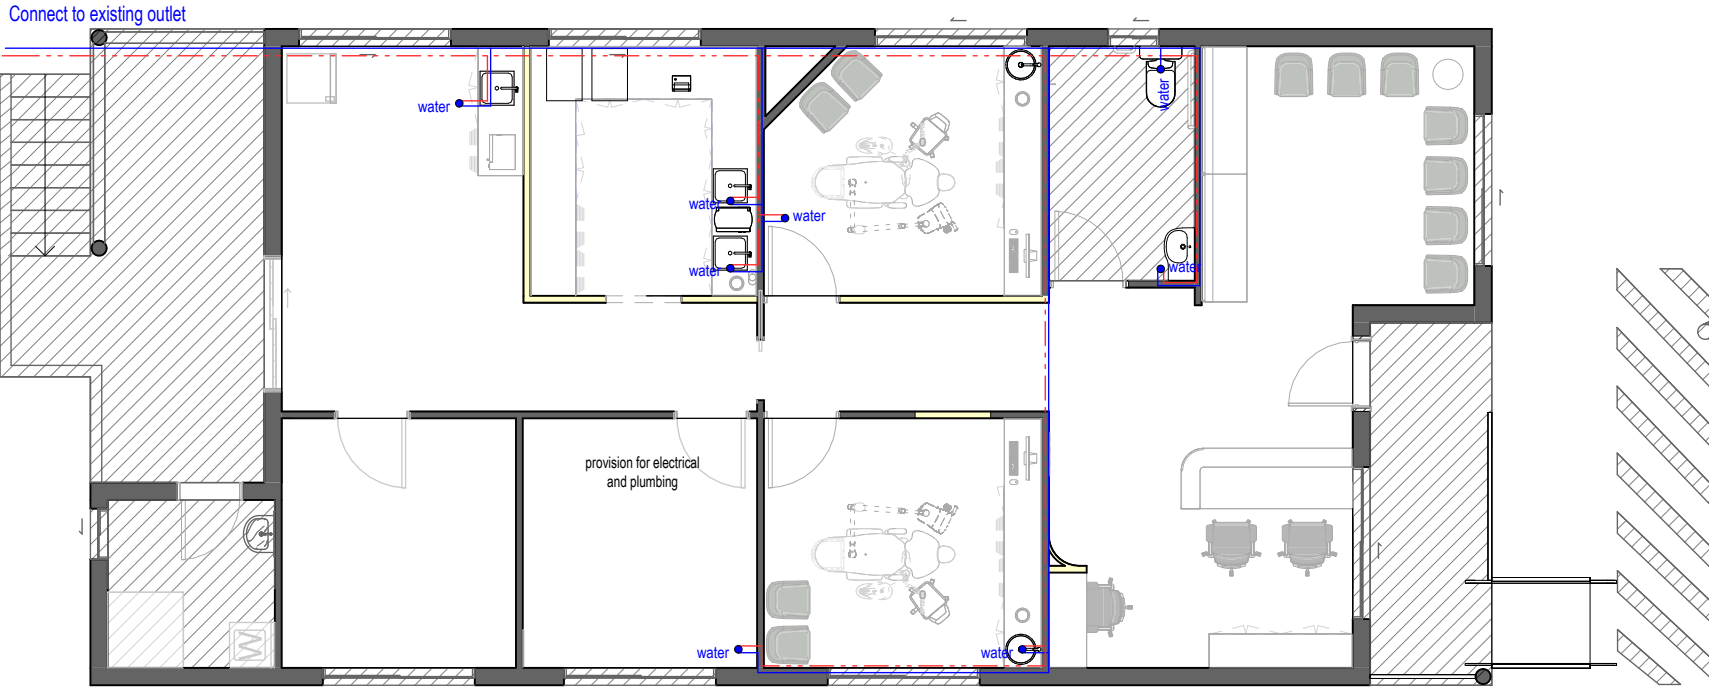 Connect to existing outlet
water
water
water
water
water
water
provision for electrical
and plumbing
water
water
W